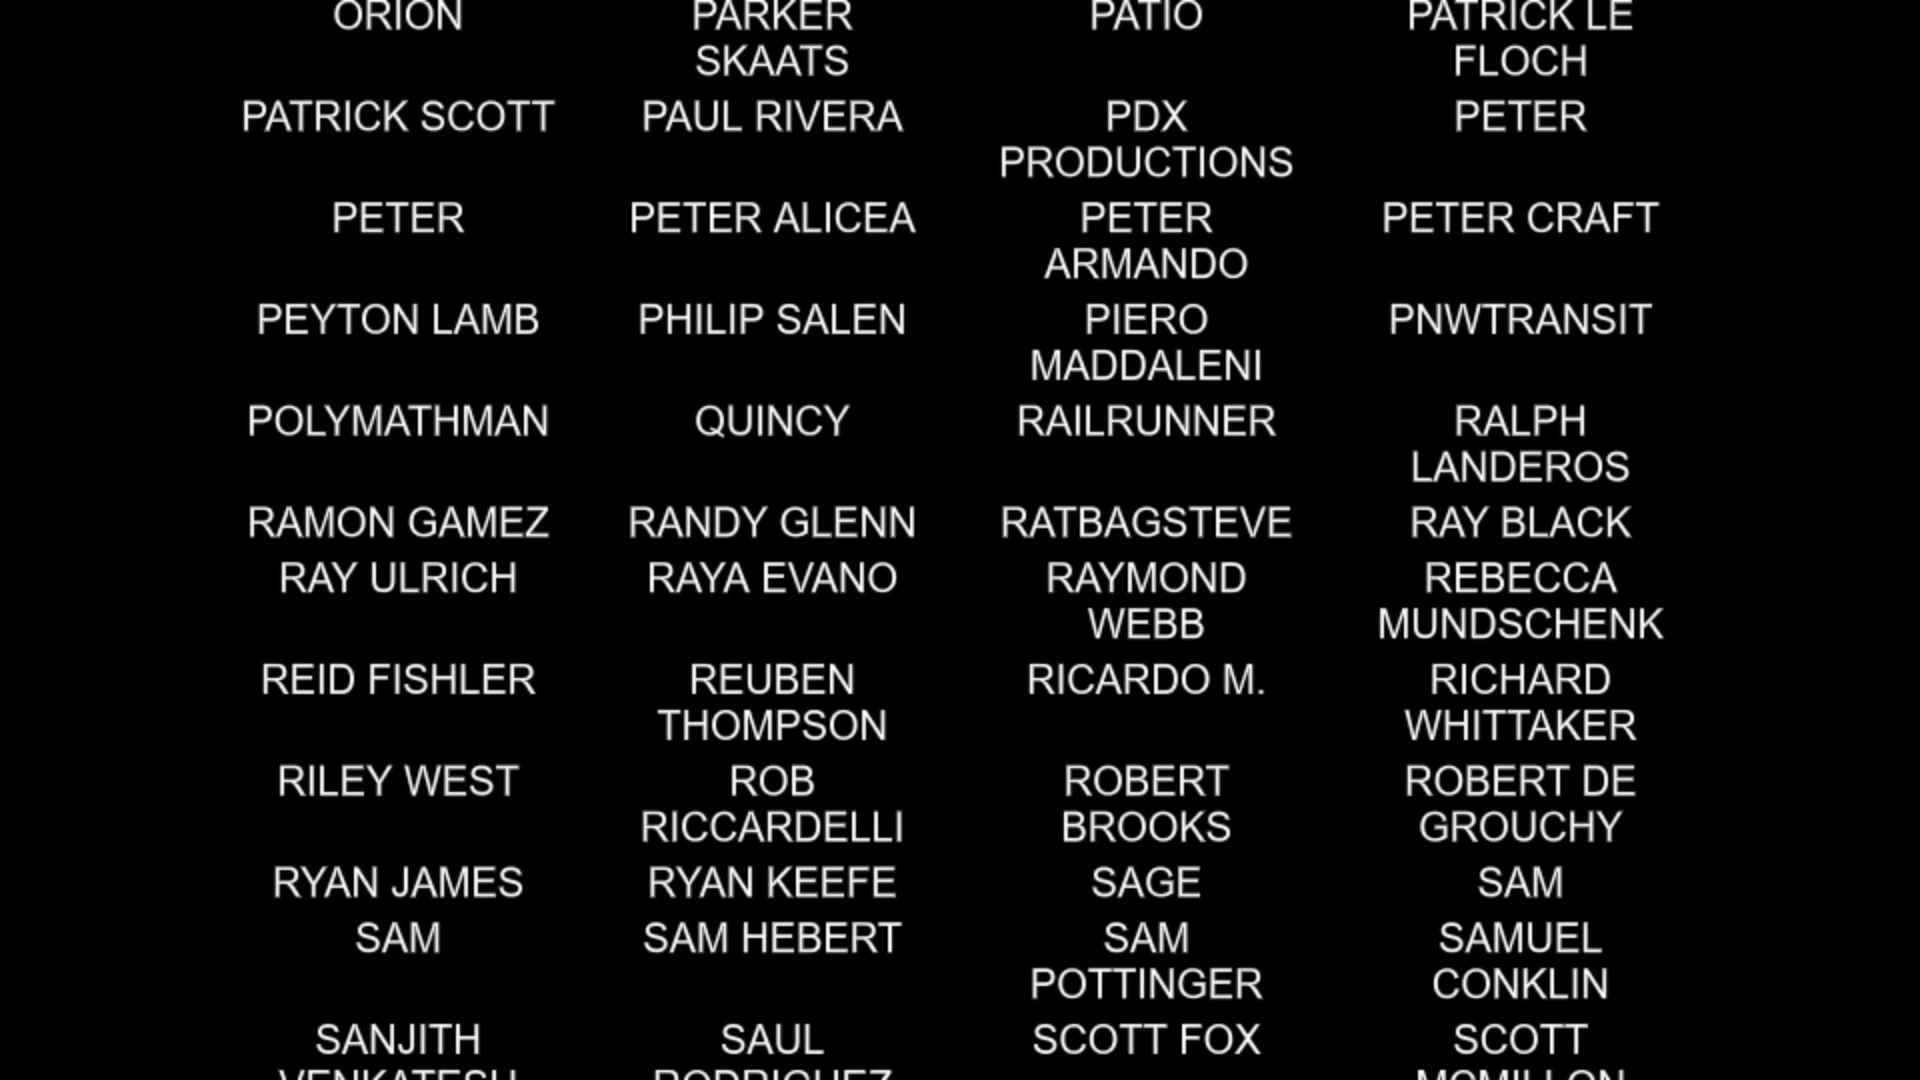 ORION PARKER SKAATS PATIO PATRICK LE FLOCH
PATRICK SCOTT PAUL RIVERA PDX PRODUCTIONS PETER
PETER PETER ALICEA PETER ARMANDO PETER CRAFT
PEYTON LAMB PHILIP SALEN PIERO MADDALENI PNWTRANSIT
POLYMATHMAN QUINCY RAILRUNNER RALPH LANDEROS
RAMON GAMEZ RANDY GLENN RATBAGSTEVE RAY BLACK
RAY ULRICH RAYA EVANO RAYMOND WEBB REBECCA MUNDSCHENK
REID FISHLER REUBEN THOMPSON RICARDO M. RICHARD WHITTAKER
RILEY WEST ROB RICCARDELLI ROBERT BROOKS ROBERT DE GROUCHY
RYAN JAMES RYAN KEEFE SAGE SAM
SAM SAM HEBERT SAM POTTINGER SAMUEL CONKLIN
SANJITH VENKATESH SAUL RODRIGUEZ SCOTT FOX SCOTT MCMILLON